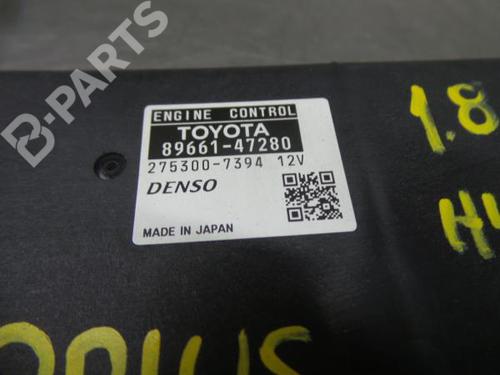 B-PARTS
ENGINE CONTROL
TOYOTA
89661-47280
275300-7394 12V
DENSO
MADE IN JAPAN
1.8